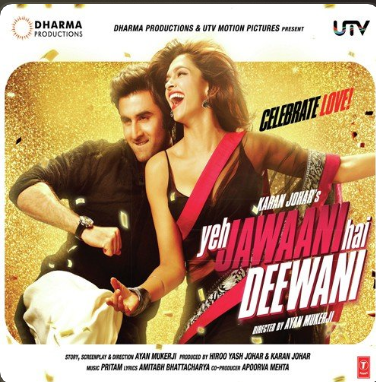 DHARMA
PRODUCTIONS
DHARMA PRODUCTIONS & UTV MOTION PICTURES PRESENT
UTV
CELEBRATE LOVE!
KARAN JOHAR'S
yeh JAWAANI hai
DEEWANI
DIRECTED BY AYAN MUKERJI
STORY, SCREENPLAY & DIRECTION AYAN MUKERJI PRODUCED BY HIROO YASH JOHAR & KARAN JOHAR
MUSIC PRITAM LYRICS AMITABH BHATTACHARYA CO-PRODUCER APOORVA MEHTA
T